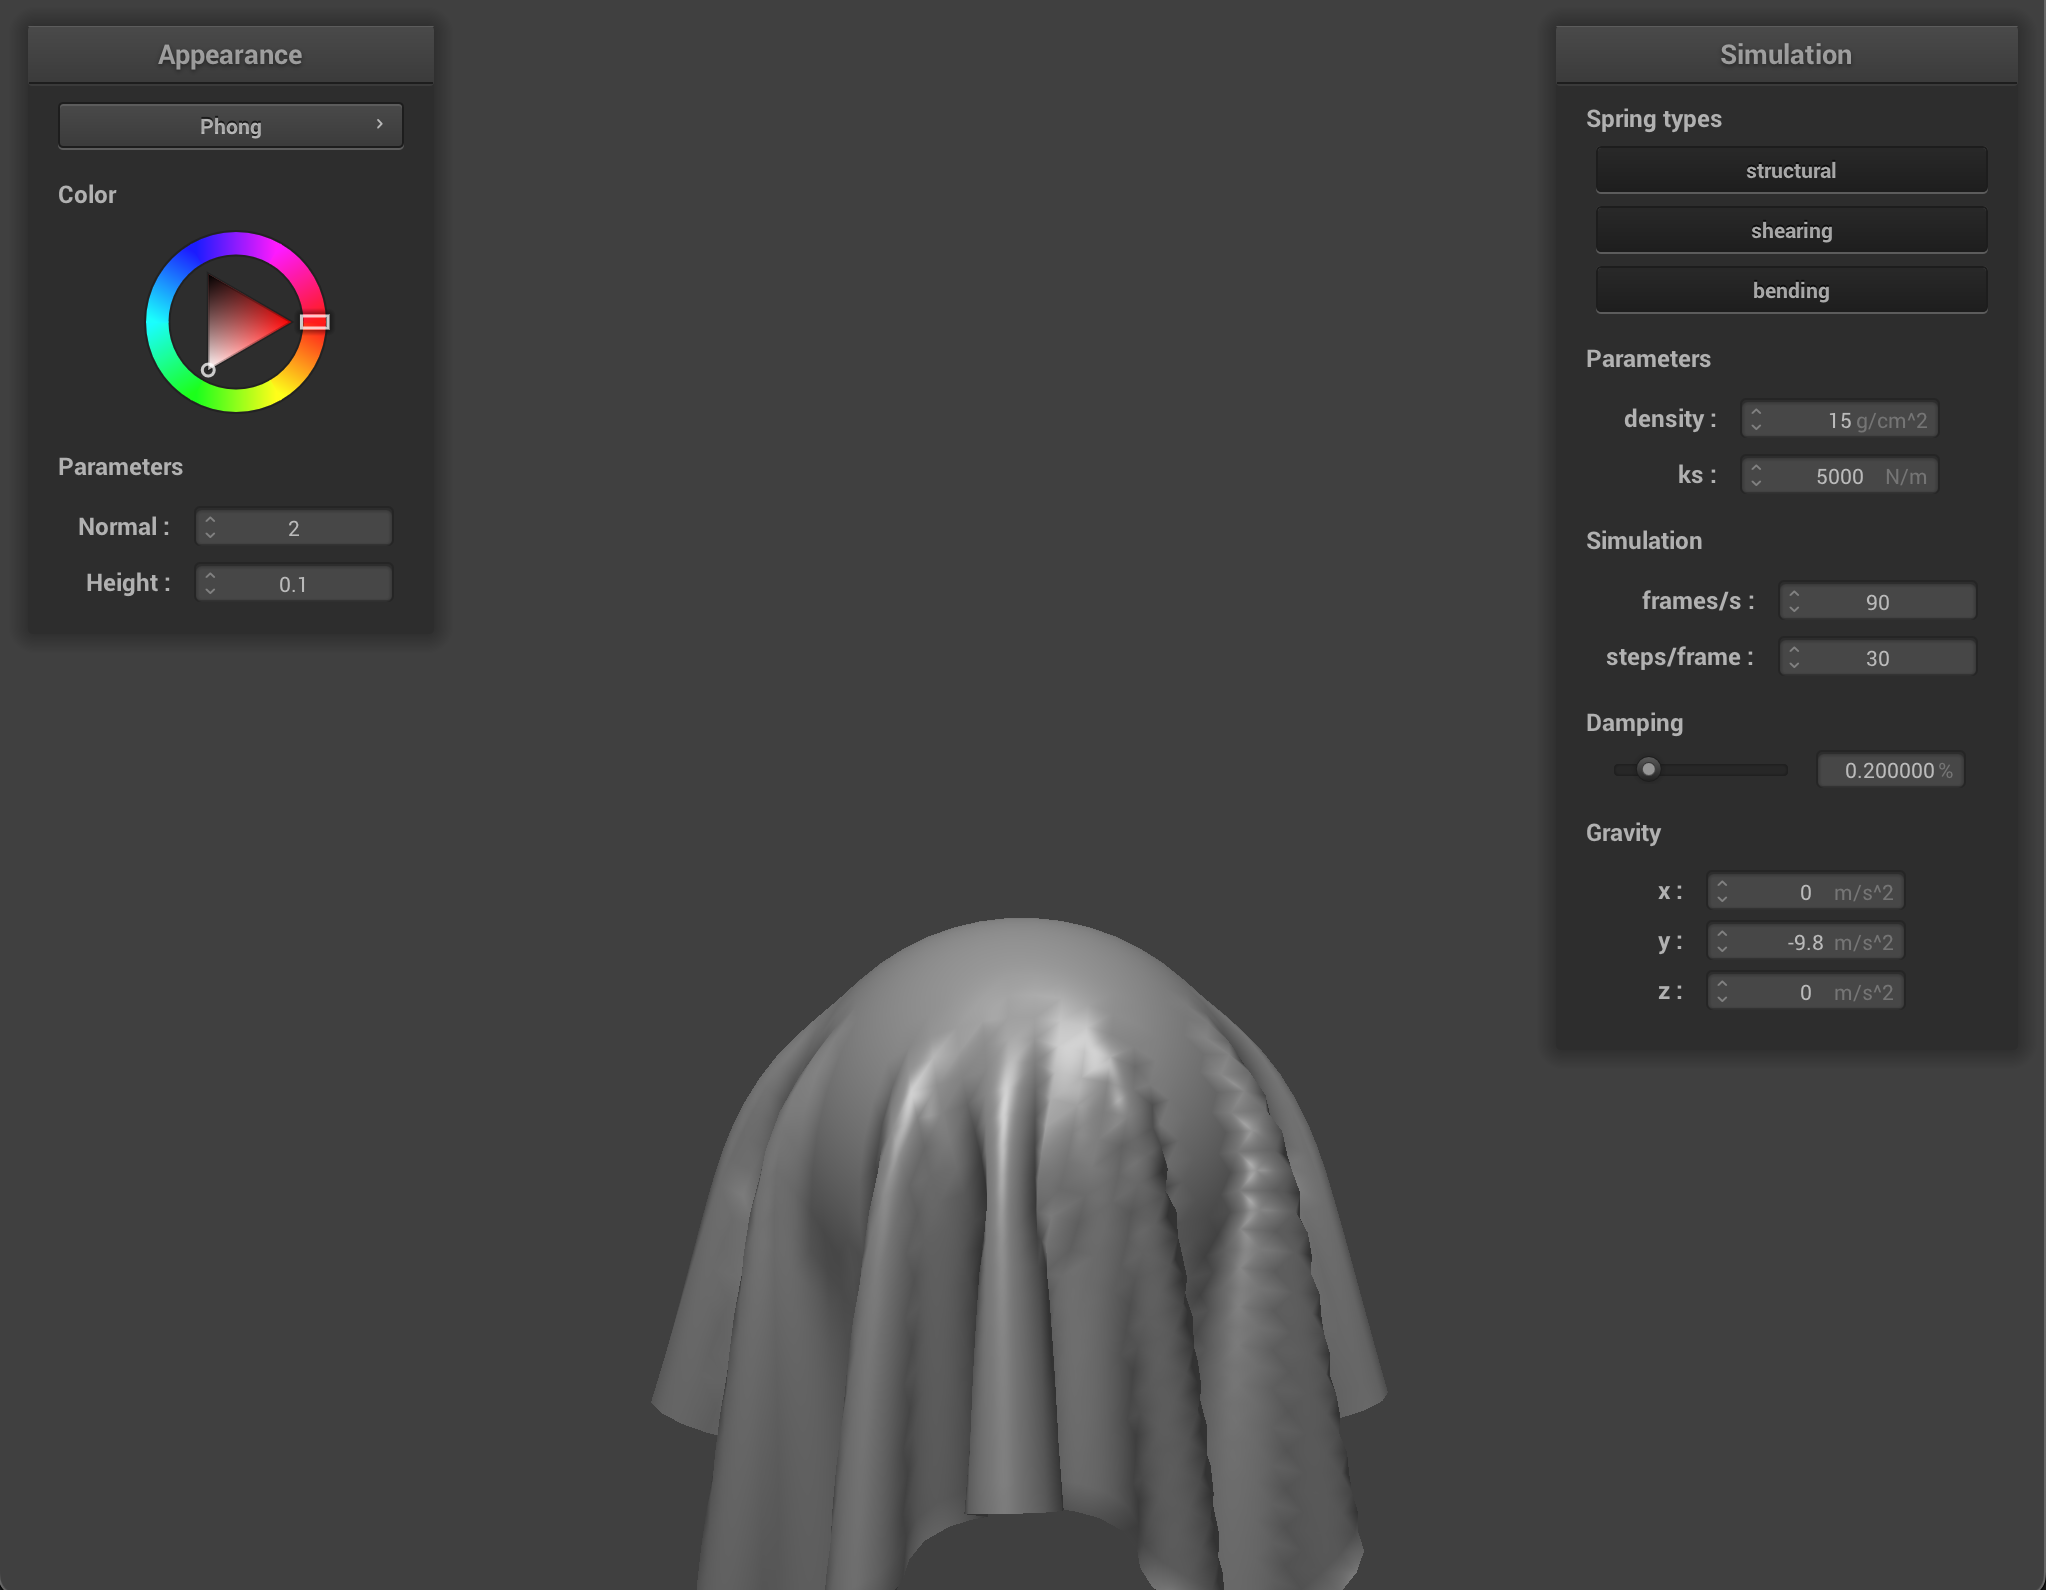 Appearance
Phong
Color
Parameters
Normal : 2
Height : 0.1
Simulation
Spring types
structural
shearing
bending
Parameters
density : 15 g/cm^2
ks : 5000 N/m
Simulation
frames/s : 90
steps/frame : 30
Damping
0.200000 %
Gravity
x : 0 m/s^2
y : -9.8 m/s^2
z : 0 m/s^2